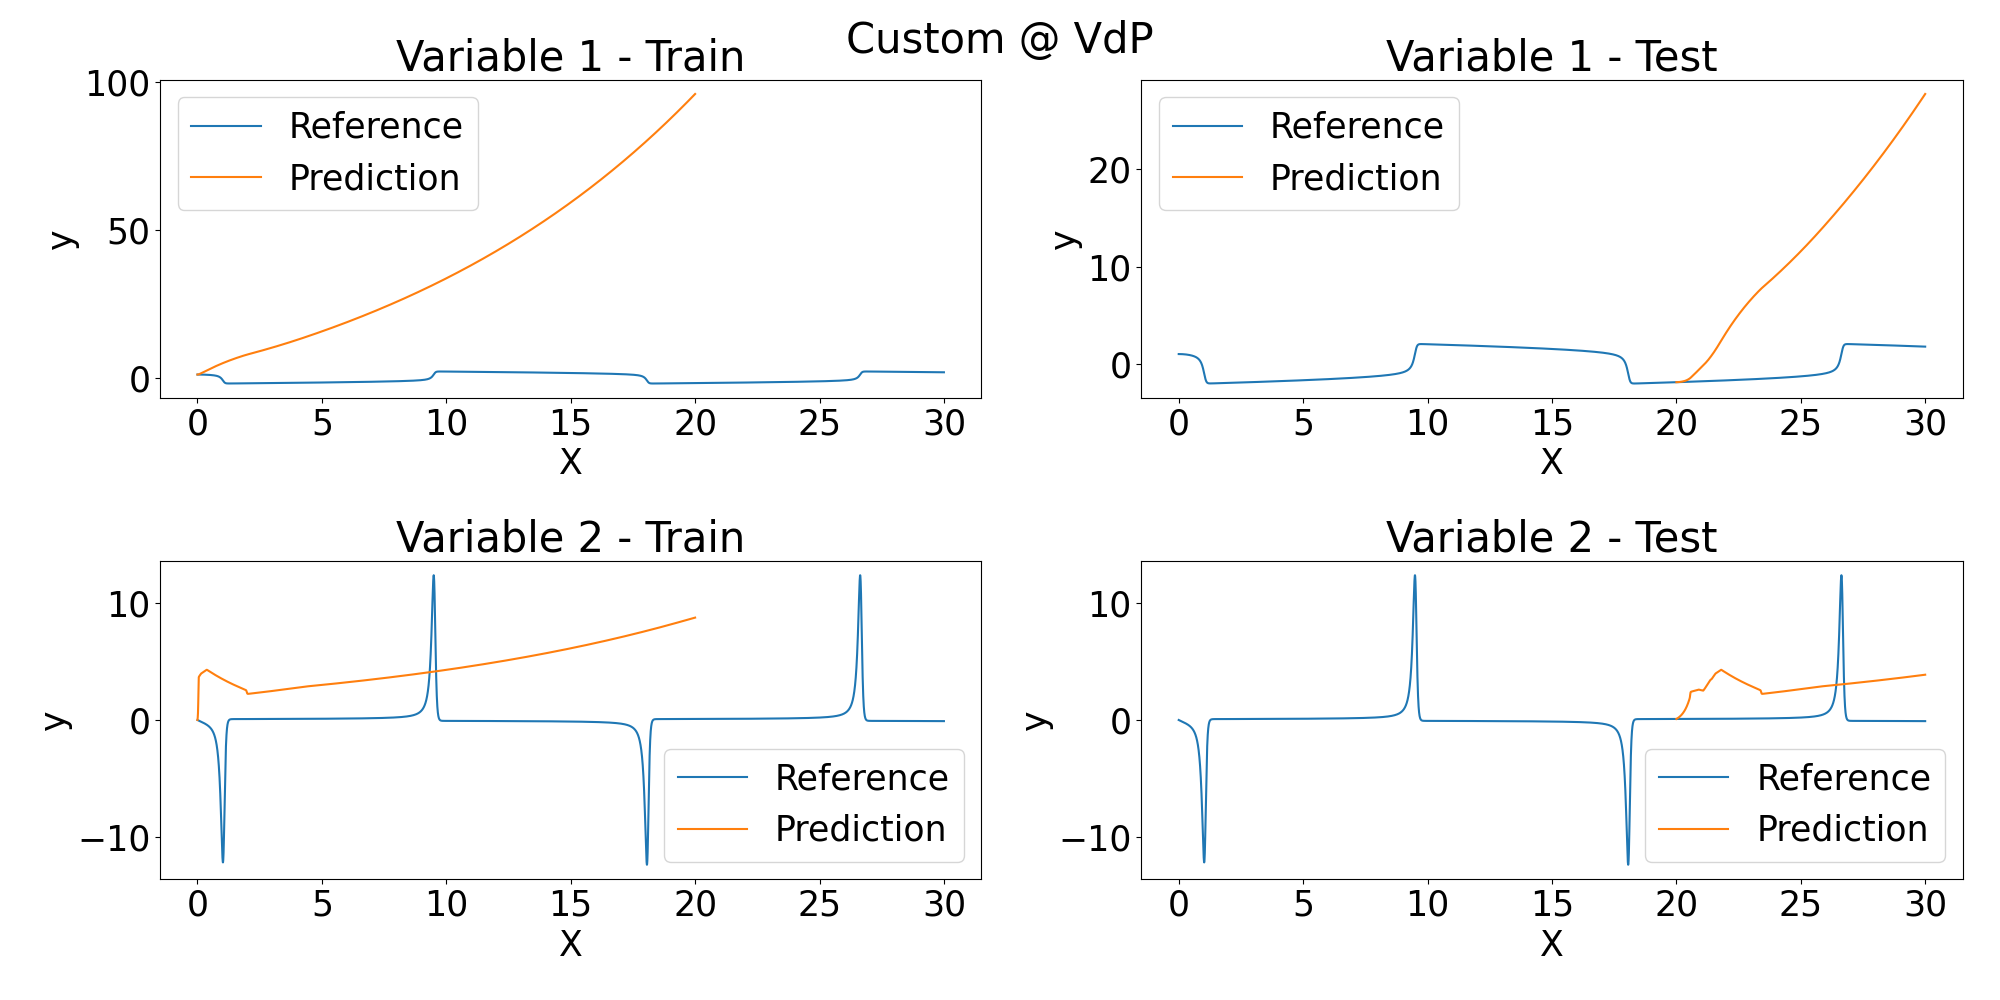 Custom @ VdP
Variable 1 - Train
100
50
0
y
Reference
Prediction
0 5 10 15 20 25 30
X
Variable 1 - Test
20
10
0
y
Reference
Prediction
0 5 10 15 20 25 30
X
Variable 2 - Train
10
0
−10
y
Reference
Prediction
0 5 10 15 20 25 30
X
Variable 2 - Test
10
0
−10
y
Reference
Prediction
0 5 10 15 20 25 30
X